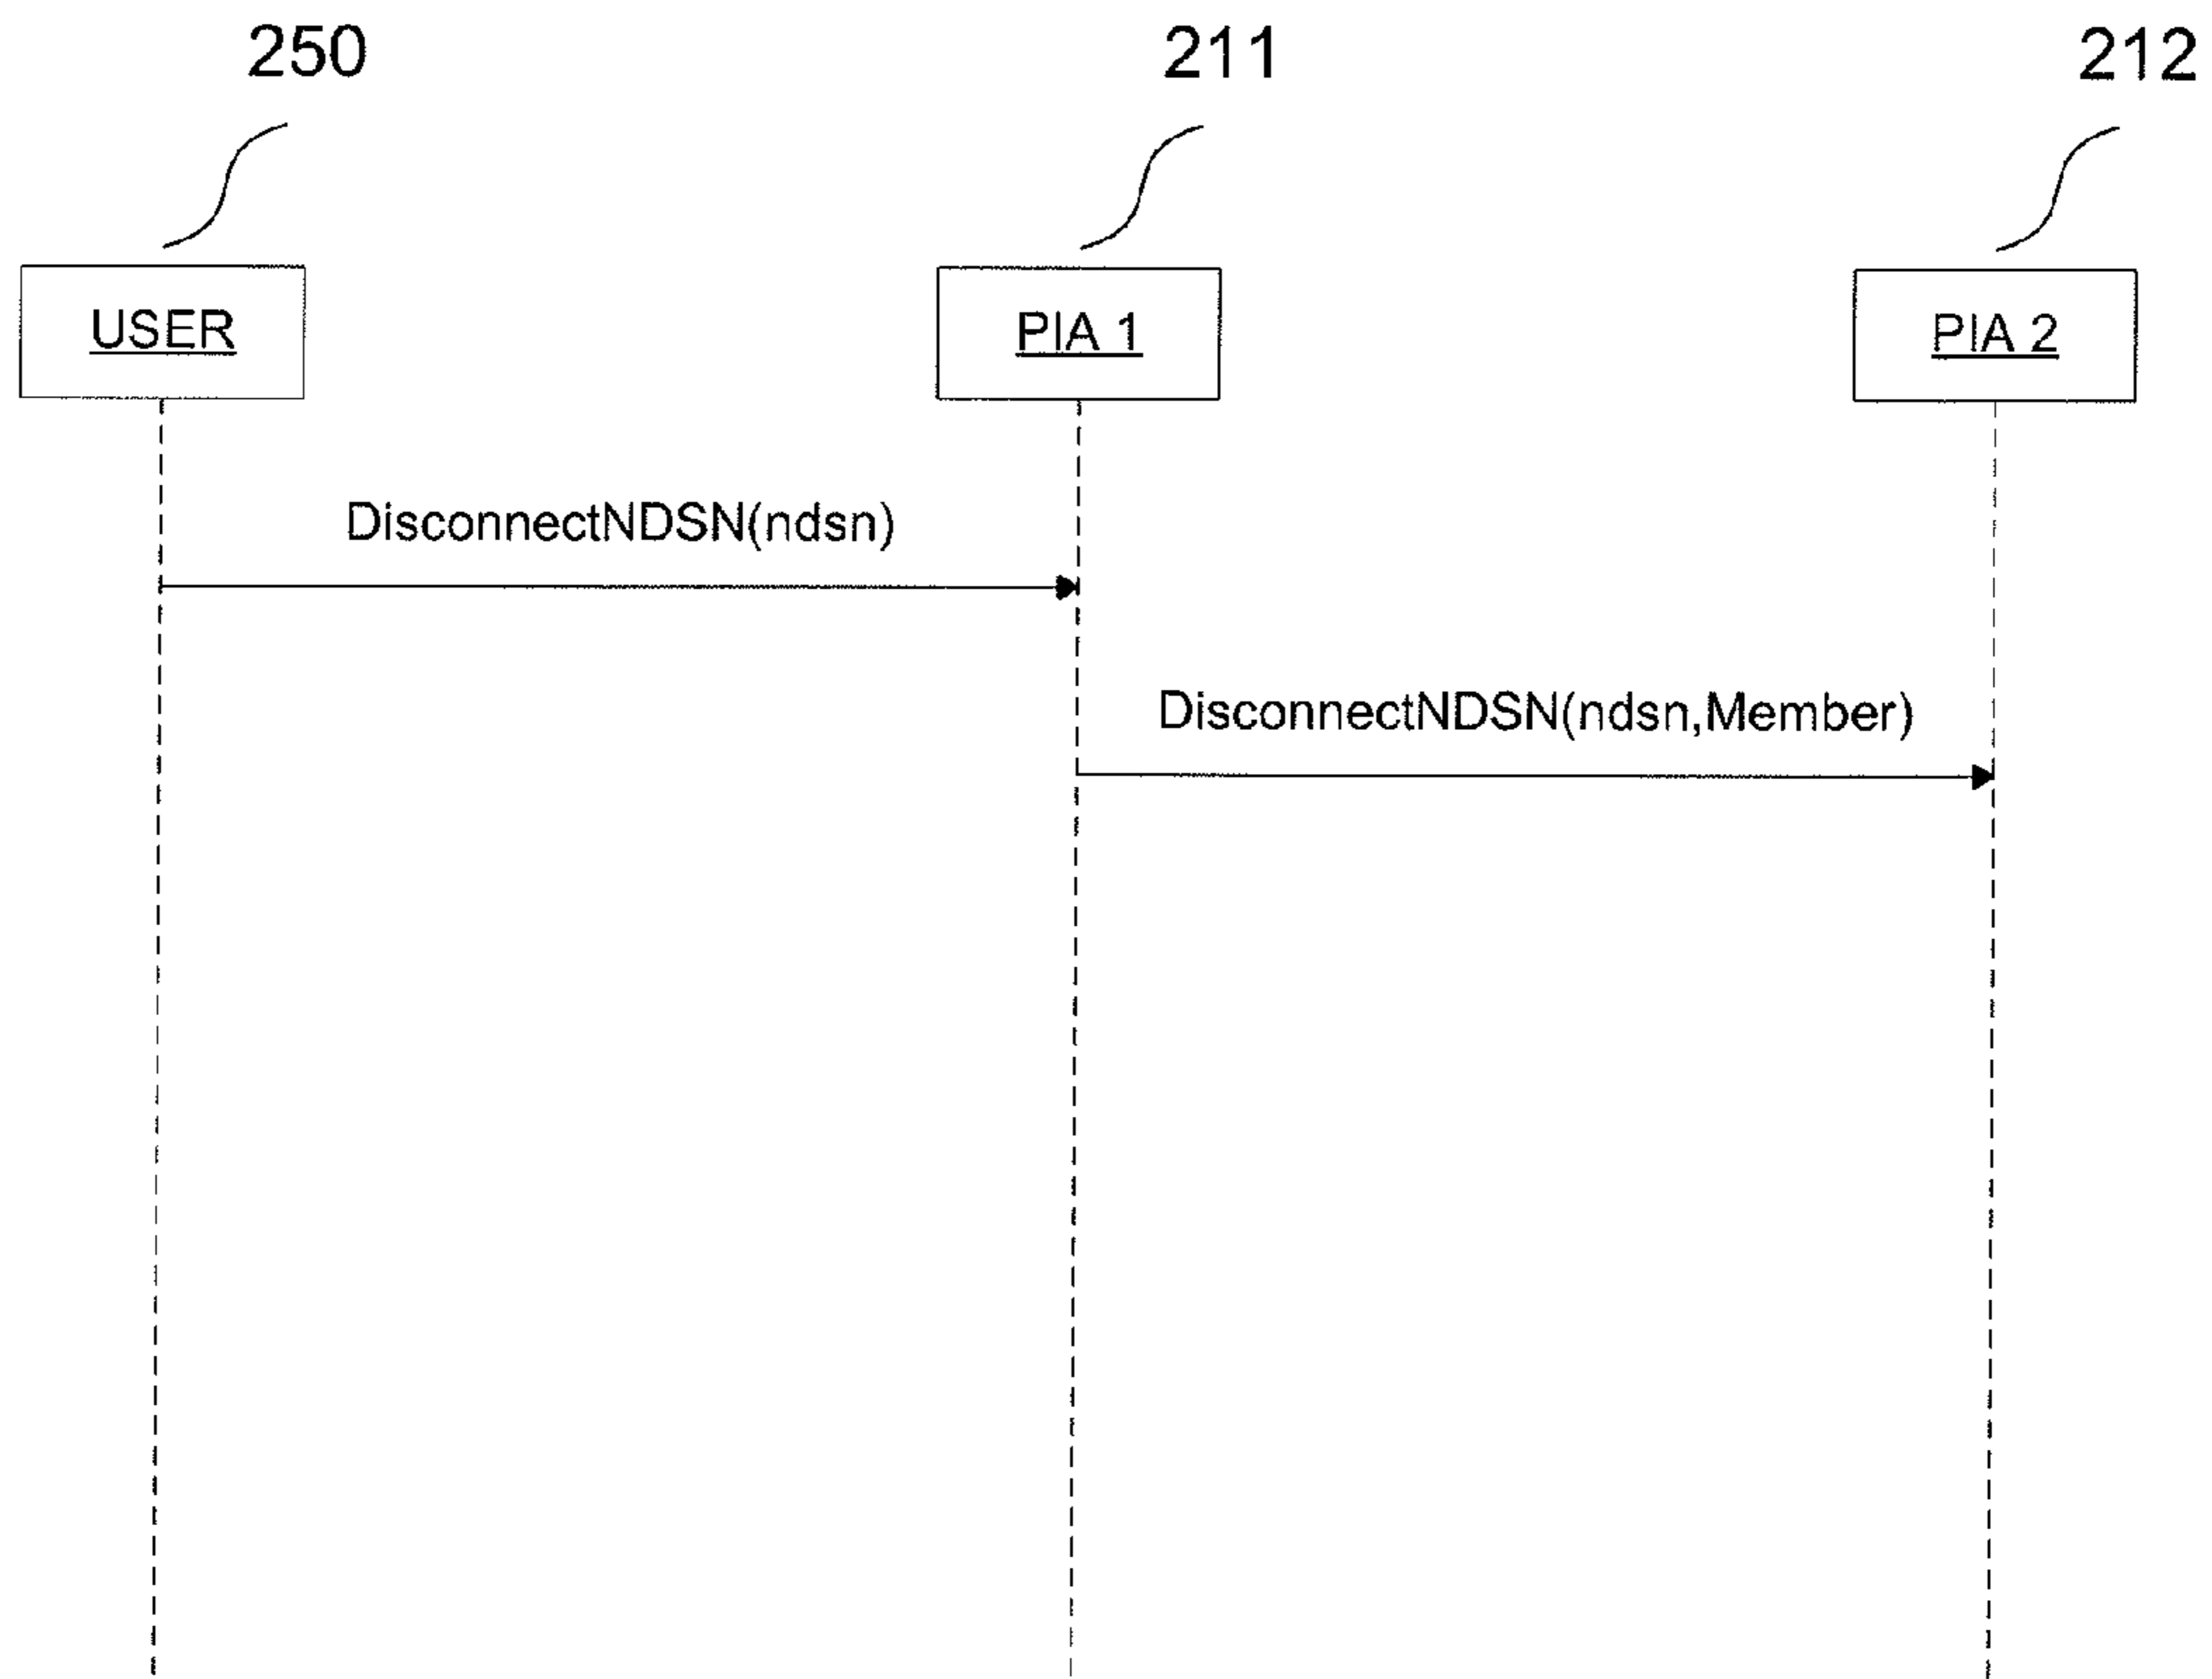 250
211
212
USER
PIA 1
PIA 2
DisconnectNDSN(ndsn)
DisconnectNDSN(ndsn,Member)